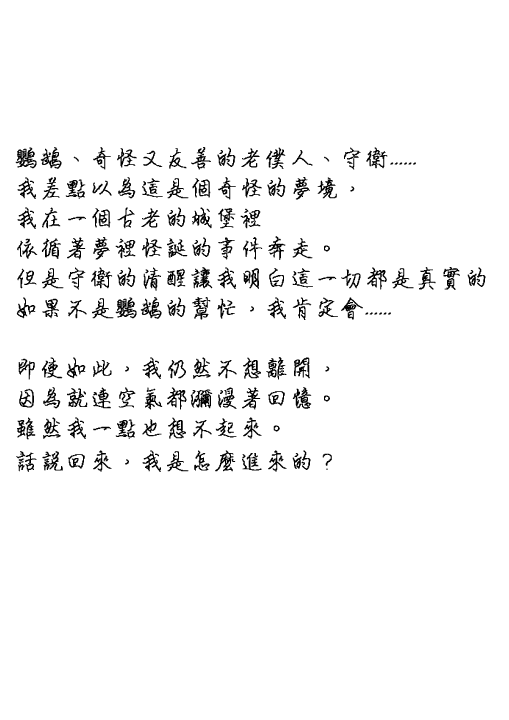 鸚鵡、奇怪又友善的老僕人、守衛......
我差點以為這是個奇怪的夢境，
我在一個古老的城堡裡
依循著夢裡怪誕的事件奔走。
但是守衛的清醒讓我明白這一切都是真實的
如果不是鸚鵡的幫忙，我肯定會......
即使如此，我仍然不想離開，
因為就連空氣都瀰漫著回憶。
雖然我一點也想不起來。
話說回來，我是怎麼進來的？